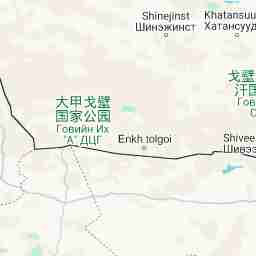 Shinejinst
Шинэжинст
Khatansuu
Хатансууд
大甲戈壁
国家公园
Говийн Их
"А" ДЦГ
戈壁
汗国
Гов
Enkh tolgoi
Shivee
Шивээ